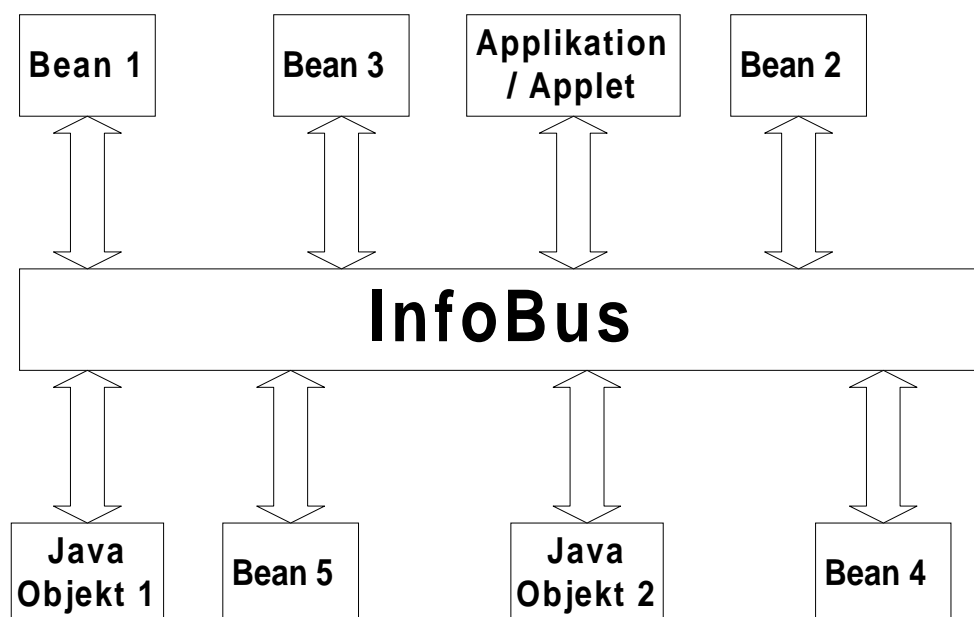 Bean 1
Bean 3
Applikation
/ Applet
Bean 2
InfoBus
Java
Objekt 1
Bean 5
Java
Objekt 2
Bean 4